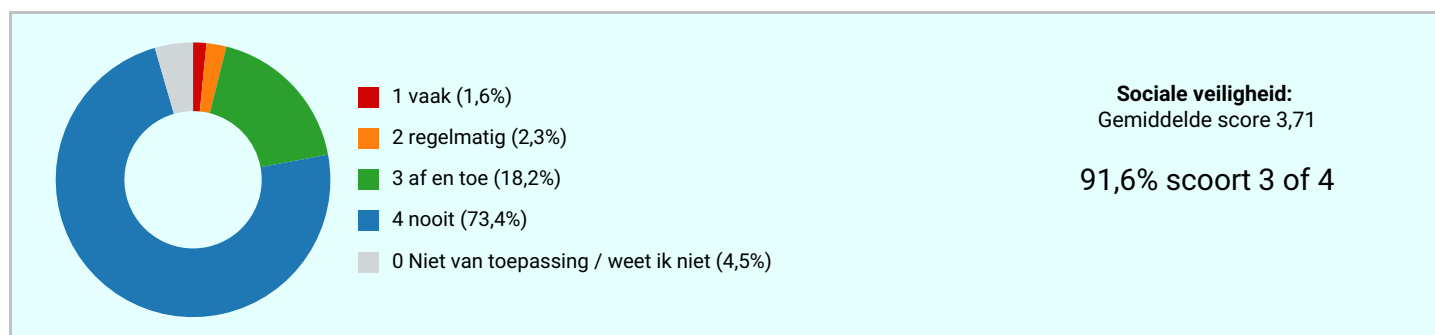 1 vaak (1,6%)
2 regelmatig (2,3%)
3 af en toe (18,2%)
4 nooit (73,4%)
0 Niet van toepassing / weet ik niet (4,5%)
Sociale veiligheid:
Gemiddelde score 3,71
91,6% scoort 3 of 4